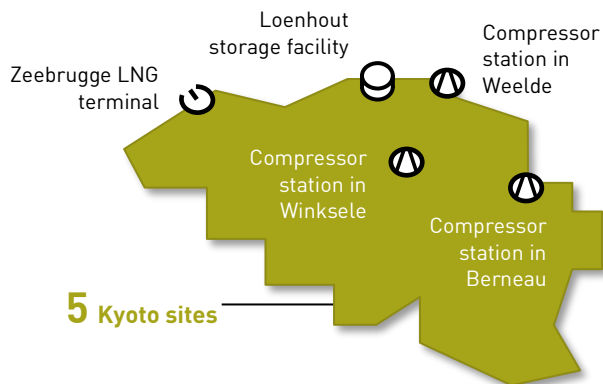 Loenhout
storage facility
Compressor
station in
Weelde
Zeebrugge LNG
terminal
Compressor
station in
Winksele
Compressor
station in
Berneau
5 Kyoto sites